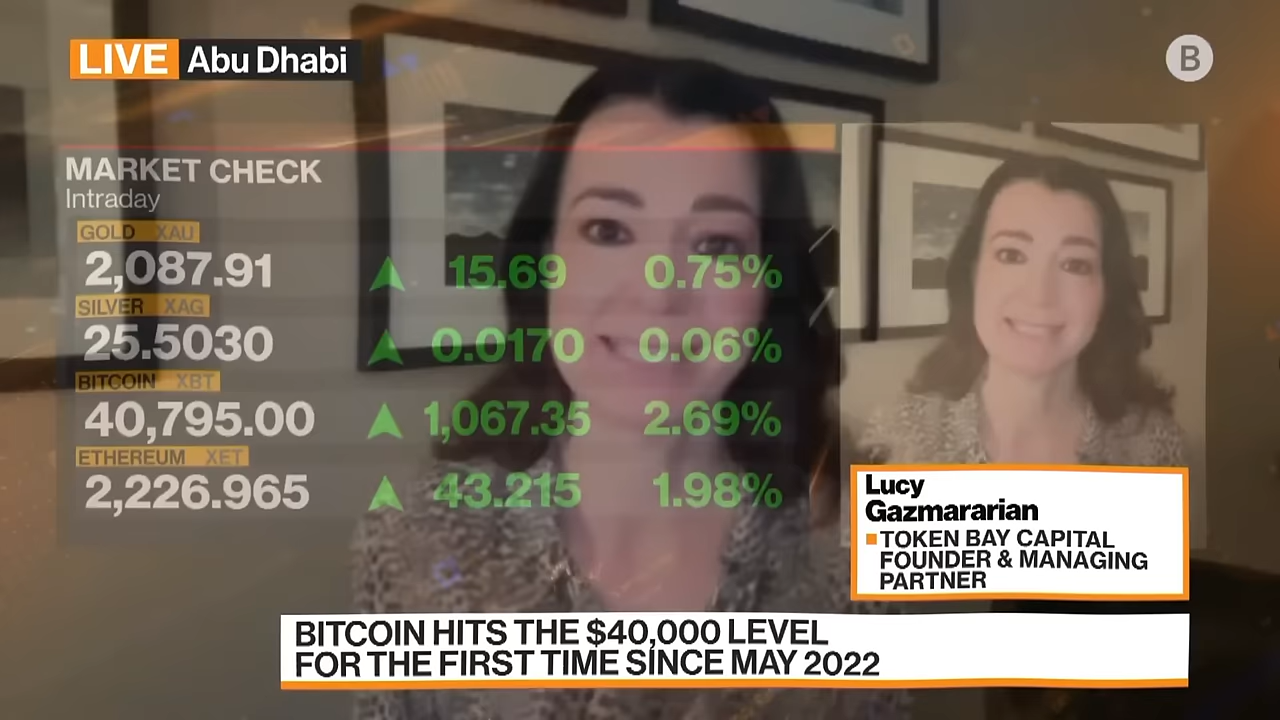 LIVE Abu Dhabi
B
MARKET CHECK
Intraday
GOLD XAU
2,087.91 ▲ 15.69 0.75%
SILVER XAG
25.5030 ▲ 0.0170 0.06%
BITCOIN XBT
40,795.00 ▲ 1,067.35 2.69%
ETHEREUM XET
2,226.965 ▲ 43.215 1.98%
Lucy
Gazmararian
TOKEN BAY CAPITAL
FOUNDER & MANAGING
PARTNER
BITCOIN HITS THE $40,000 LEVEL
FOR THE FIRST TIME SINCE MAY 2022